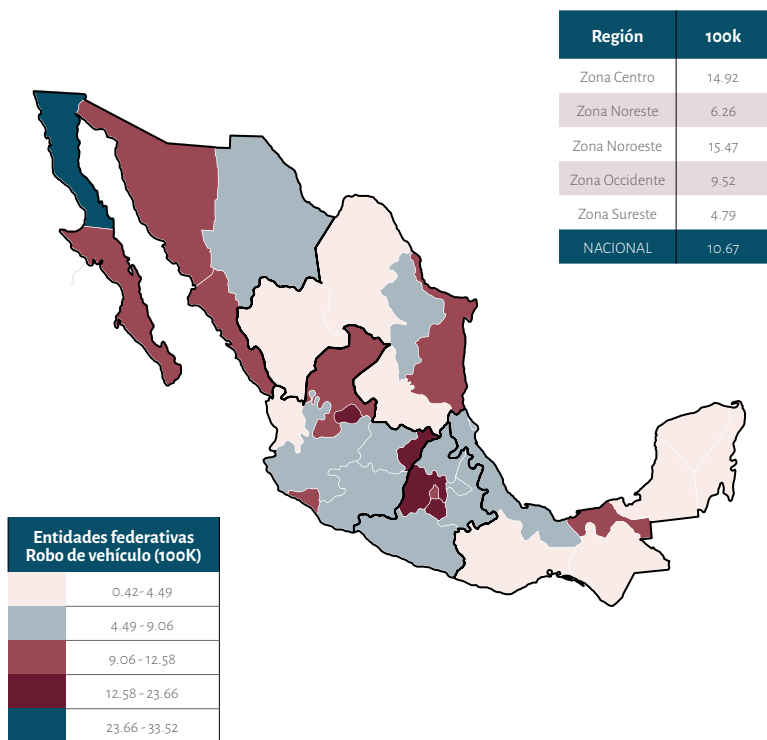 Región 100k
Zona Centro 14.92
Zona Noreste 6.26
Zona Noroeste 15.47
Zona Occidente 9.52
Zona Sureste 4.79
NACIONAL 10.67
Entidades federativas
Robo de vehículo (100K)
0.42 - 4.49
4.49 - 9.06
9.06 - 12.58
12.58 - 23.66
23.66 - 33.52